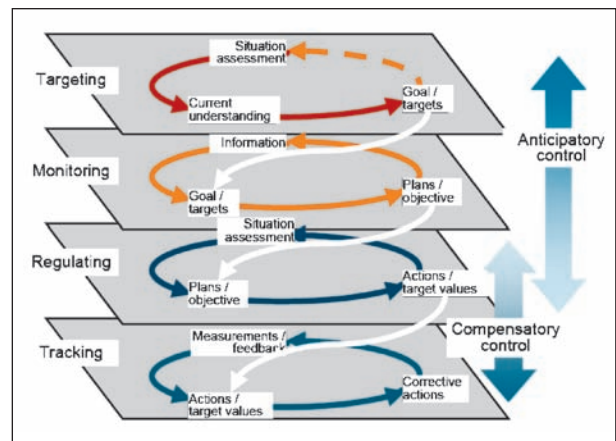 Targeting
Situation
assessment
Current
understanding
Goal /
targets
Monitoring
Information
Goal /
targets
Plans /
objective
Regulating
Situation
assessment
Plans /
objective
Actions /
target values
Tracking
Measurements /
feedback
Actions /
target values
Corrective
actions
Anticipatory
control
Compensatory
control